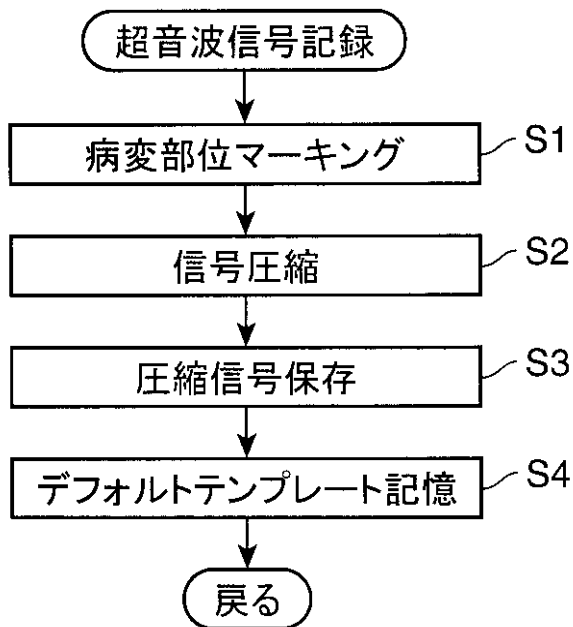 超音波信号記録
病変部位マーキング
S1
信号圧縮
S2
圧縮信号保存
S3
デフォルトテンプレート記憶
S4
戻る